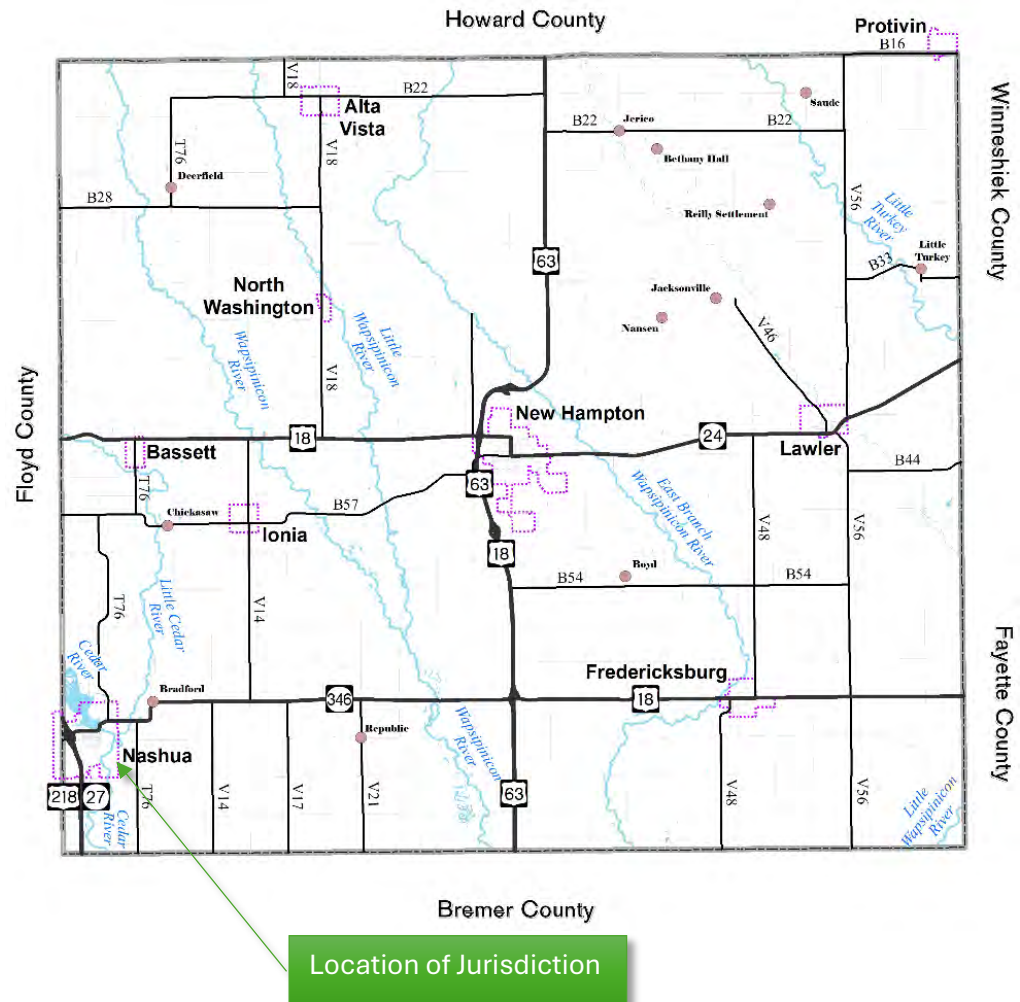 Howard County
Protivin
B16
V18
B22
Alta
Vista
Saude
Jerico
B22
B22
Bethany Hall
V18
T76
Deerfield
B28
Reilly Settlement
V56
Little
Turkey
River
Winneshiek County
Little
Turkey
B33
63
North
Washington
Jacksonville
Nansen
V46
Wapsipinicon
River
Little
Wapsipinicon
River
V18
Floyd County
New Hampton
18
24
Bassett
Lawler
B44
T76
63
B57
Chickasaw
Ionia
East Branch
Wapsipinicon River
V48
V56
18
Boyd
B54
B54
T76
Little Cedar
River
V14
Cedar
River
Fredericksburg
Fayette County
Bradford
346
18
Republic
Wapsipinicon
River
Nashua
218
27
Cedar
River
T76
V14
V17
V21
63
V48
V56
Little
Wapsipinicon
River
Bremer County
Location of Jurisdiction